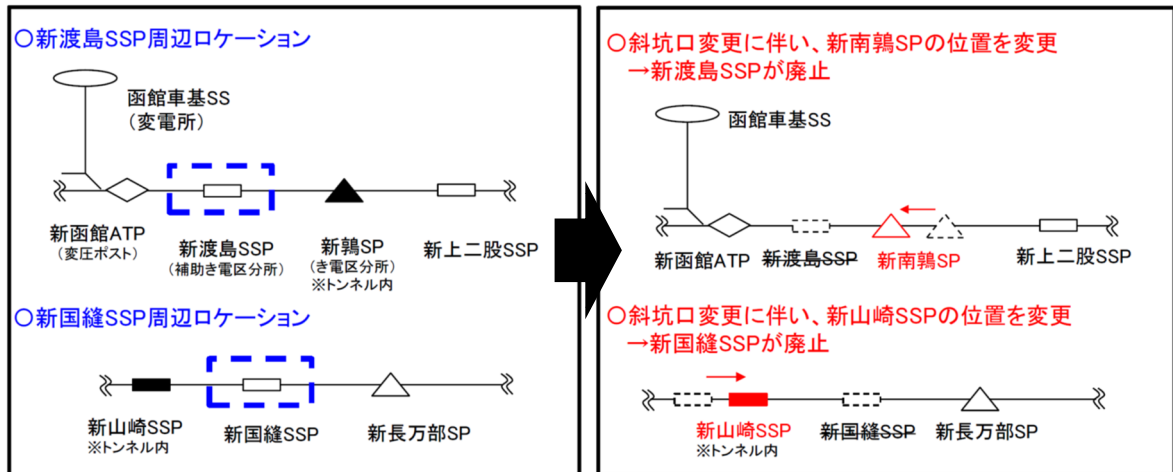 ○新渡島SSP周辺ロケーション
函館車基SS
(変電所)
新函館ATP
(変圧ポスト)
新渡島SSP
(補助き電区分所)
新鶉SP
(き電区分所)
※トンネル内
新上二股SSP
○新国縫SSP周辺ロケーション
新山崎SSP
※トンネル内
新国縫SSP
新長万部SP
○斜坑口変更に伴い、新南鶉SPの位置を変更
→新渡島SSPが廃止
函館車基SS
新函館ATP
新渡島SSP
新南鶉SP
新上二股SSP
○斜坑口変更に伴い、新山崎SSPの位置を変更
→新国縫SSPが廃止
新山崎SSP
※トンネル内
新国縫SSP
新長万部SP